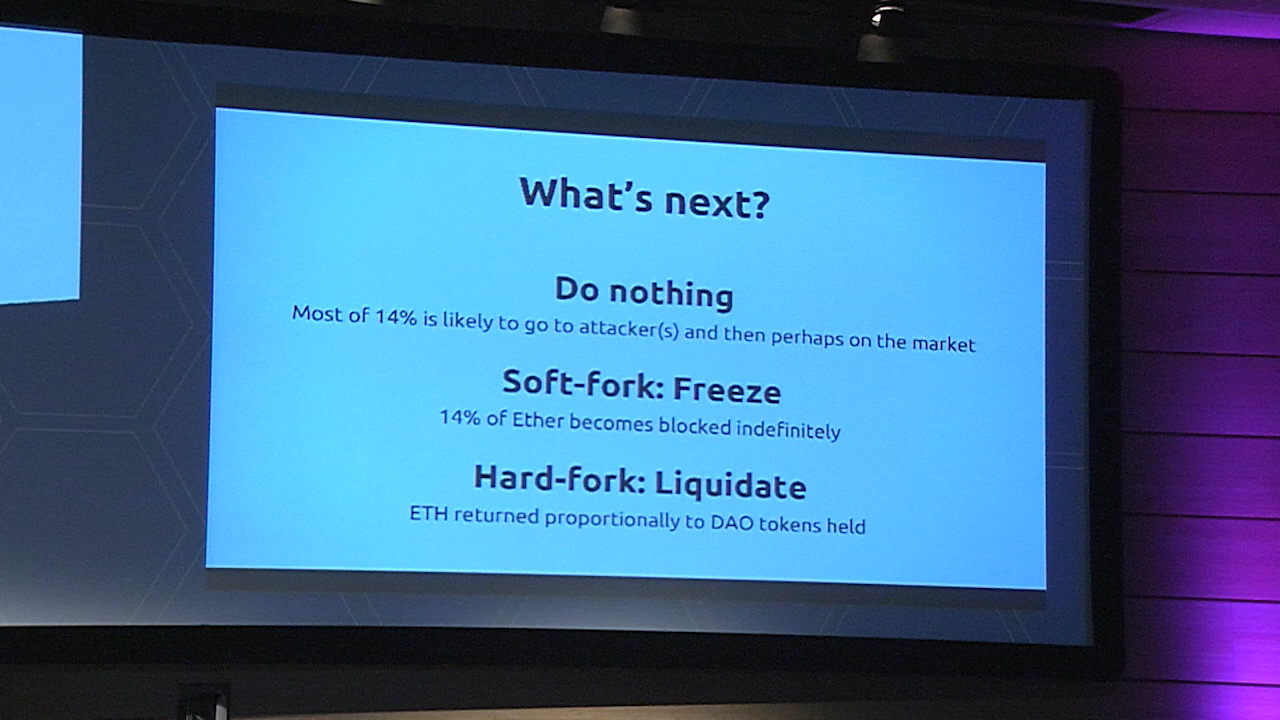 What's next?
Do nothing
Most of 14% is likely to go to attacker(s) and then perhaps on the market
Soft-fork: Freeze
14% of Ether becomes blocked indefinitely
Hard-fork: Liquidate
ETH returned proportionally to DAO tokens held